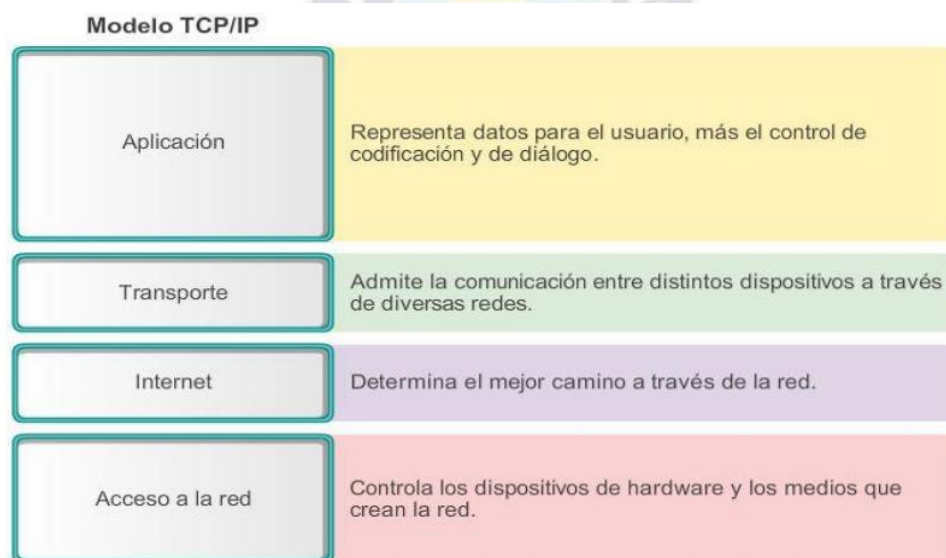 Modelo TCP/IP
Aplicación
Representa datos para el usuario, más el control de
codificación y de diálogo.
Transporte
Admite la comunicación entre distintos dispositivos a través
de diversas redes.
Internet
Determina el mejor camino a través de la red.
Acceso a la red
Controla los dispositivos de hardware y los medios que
crean la red.